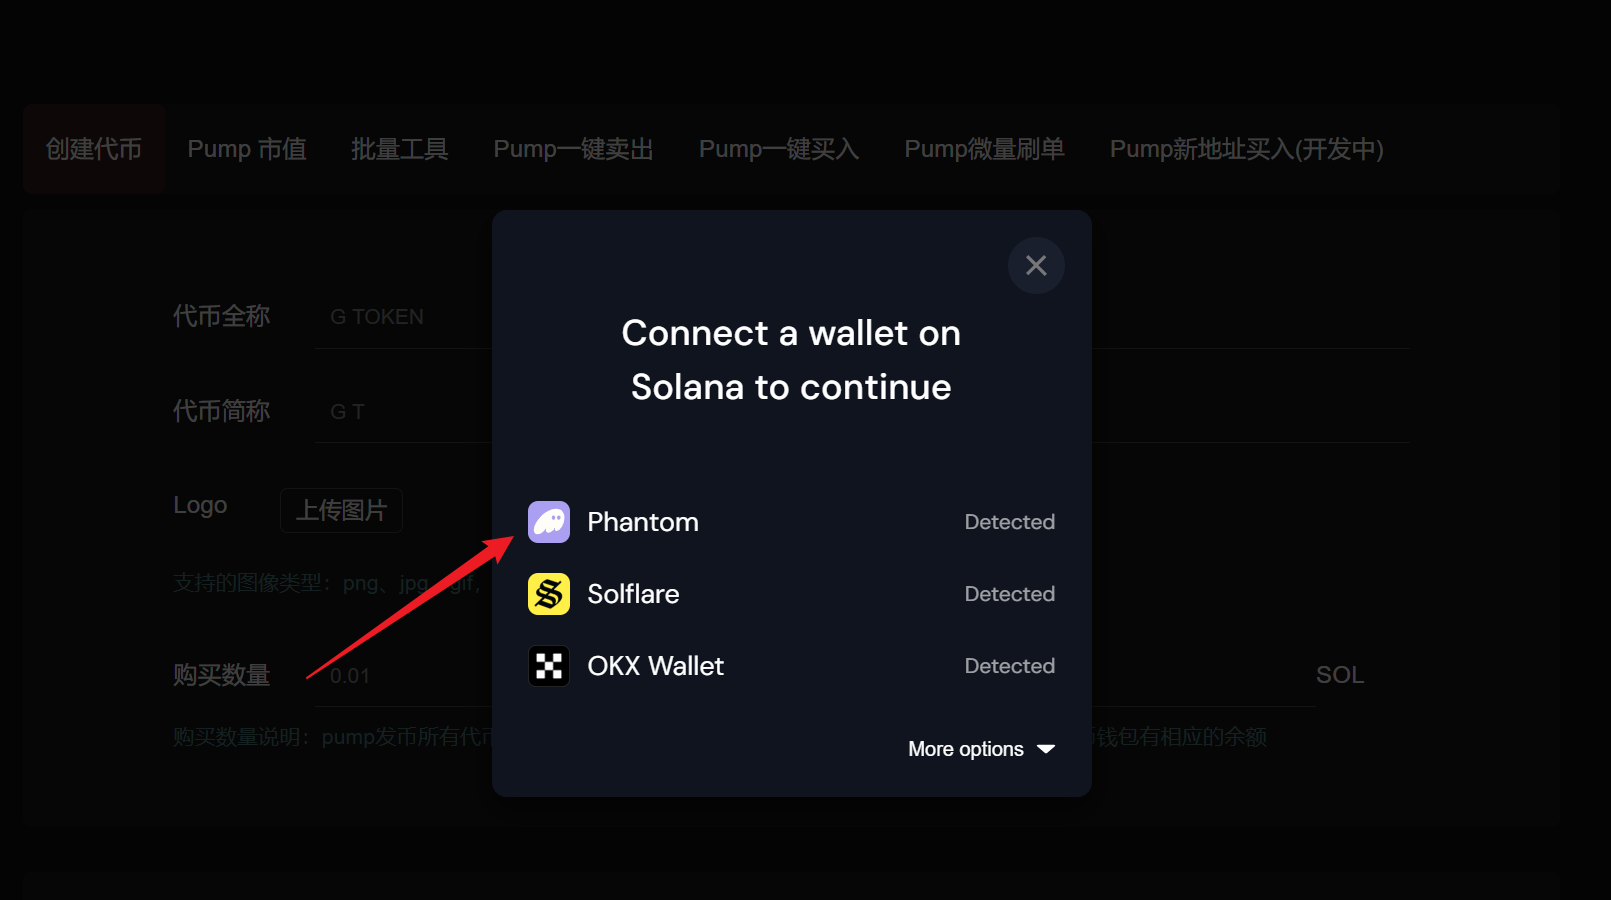 创建代币 Pump 市值 批量工具 Pump一键卖出 Pump一键买入 Pump微量刷单 Pump新地址买入(开发中)
Connect a wallet on
Solana to continue
代币全称 G TOKEN
代币简称 G T
Logo 上传图片
Phantom Detected
支持的图像类型：png、jpg、gif,
Solflare Detected
OKX Wallet Detected
购买数量 0.01 SOL
购买数量说明：pump发币所有代币 钱包有相应的余额
More options